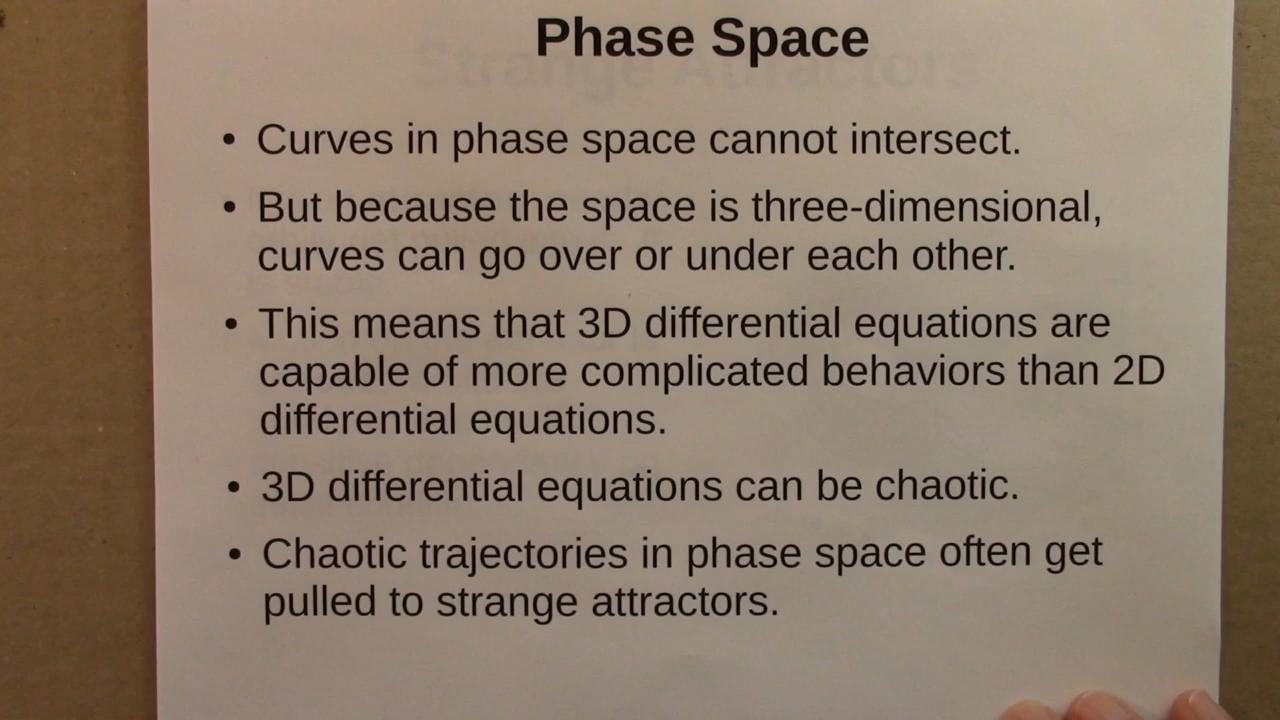 Phase Space
• Curves in phase space cannot intersect.
• But because the space is three-dimensional,
curves can go over or under each other.
• This means that 3D differential equations are
capable of more complicated behaviors than 2D
differential equations.
• 3D differential equations can be chaotic.
• Chaotic trajectories in phase space often get
pulled to strange attractors.